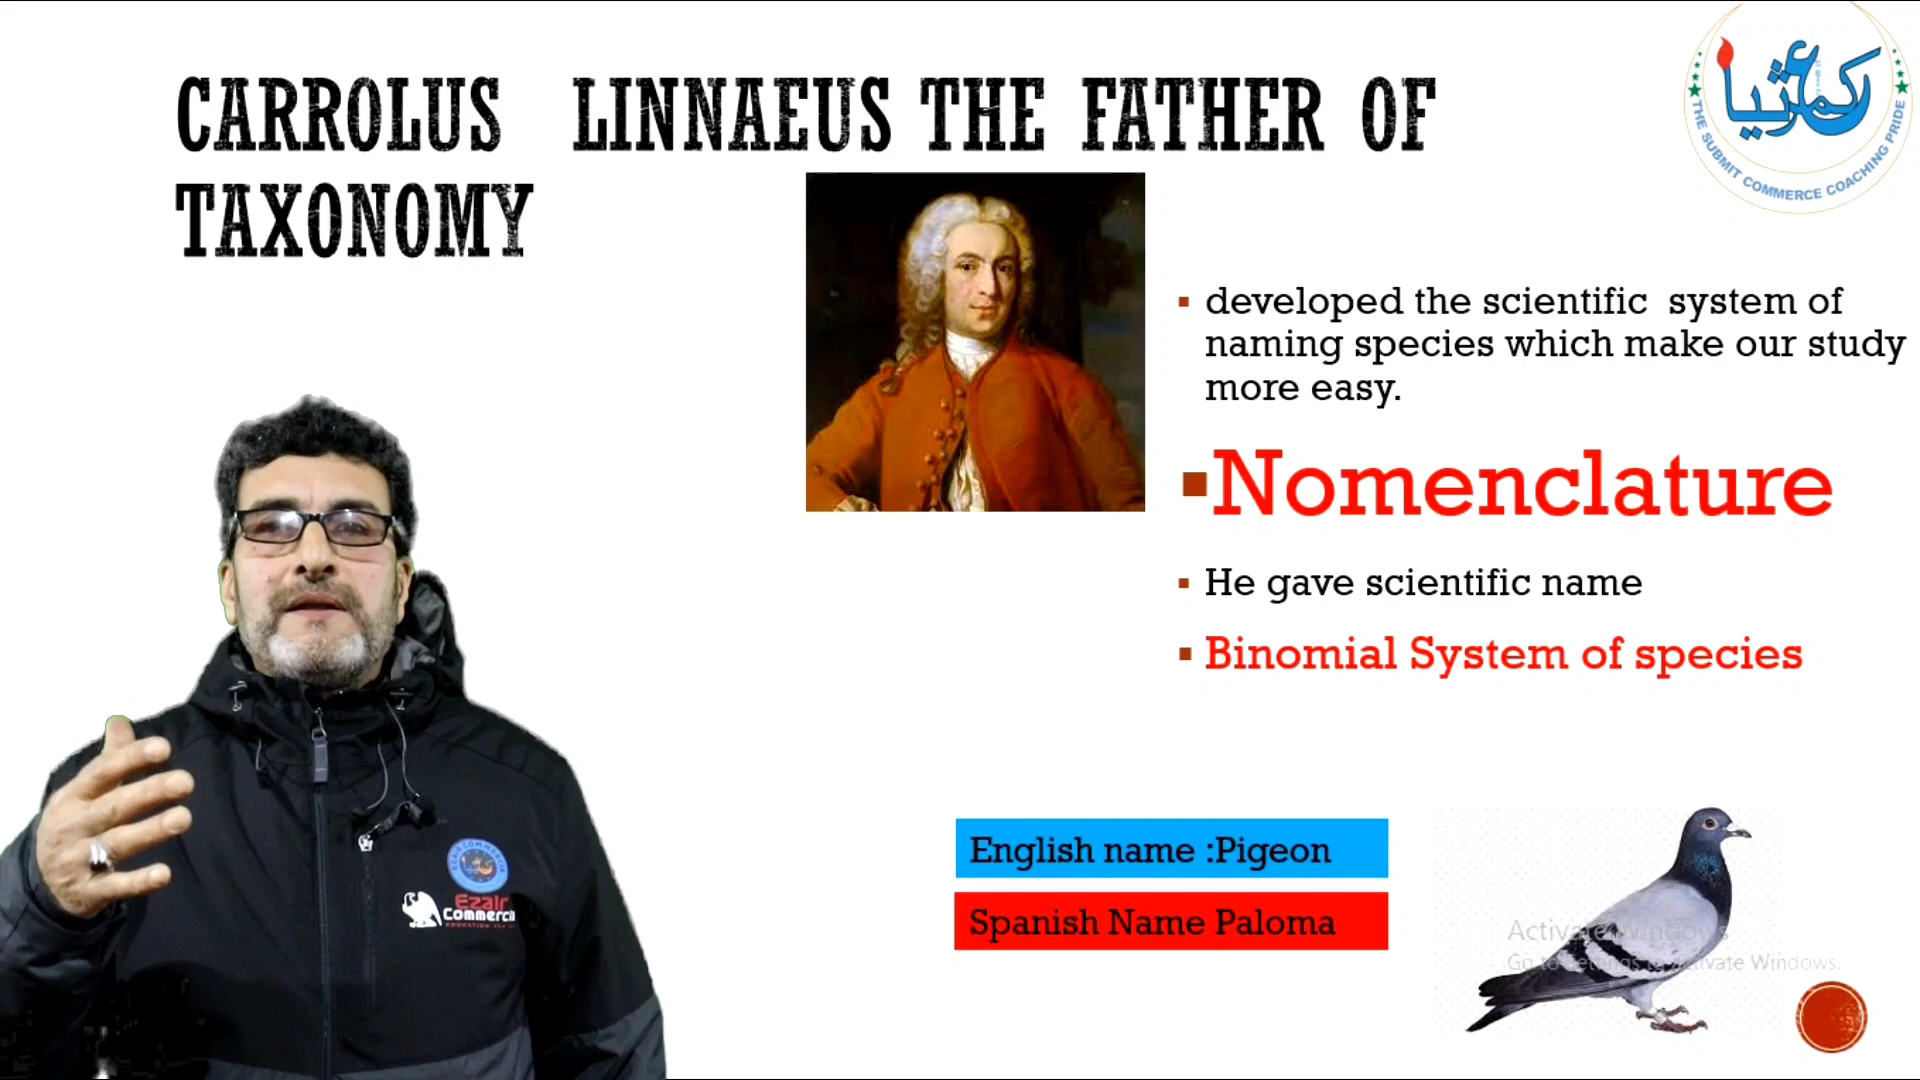 CARROLUS LINNAEUS THE FATHER OF
TAXONOMY
THE SUBMIT COMMERCE COACHING PRIDE
developed the scientific system of
naming species which make our study
more easy.
Nomenclature
He gave scientific name
Binomial System of species
English name :Pigeon
Spanish Name Paloma
Activate Windows
Go to Settings to Activate Windows.
Ezair